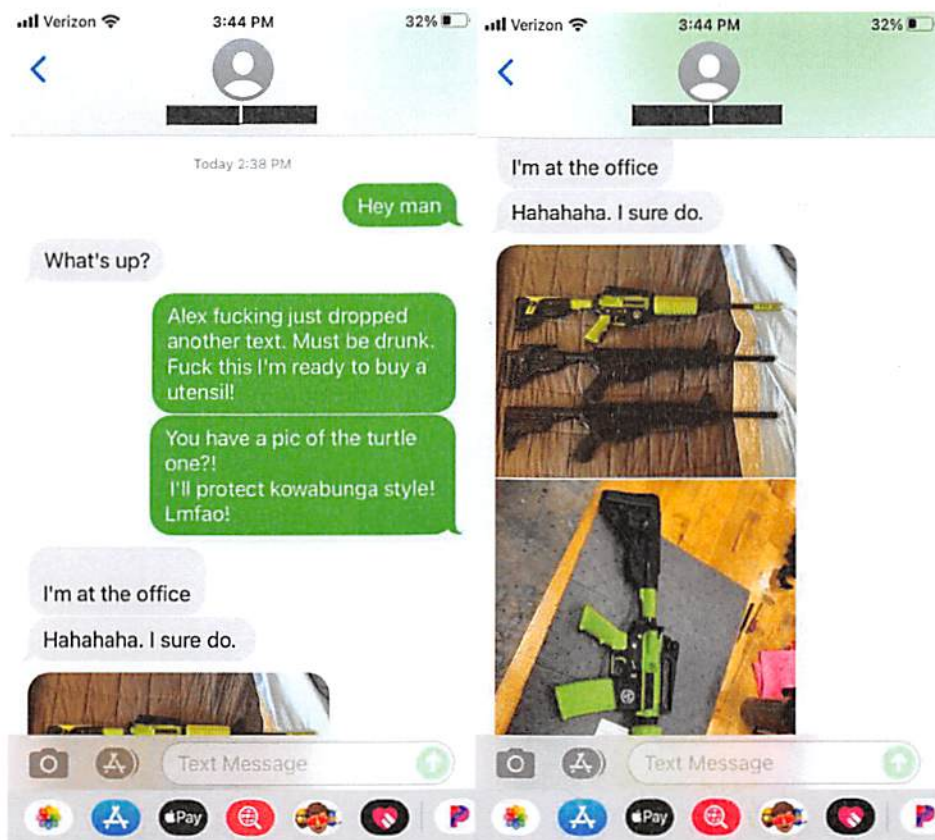 Verizon
3:44 PM
32%
Today 2:38 PM
Hey man
What's up?
Alex fucking just dropped
another text. Must be drunk.
Fuck this I'm ready to buy a
utensil!
You have a pic of the turtle
one?!
I'll protect kowabunga style!
Lmfao!
I'm at the office
Hahahaha. I sure do.
Text Message
Pay
Verizon
3:44 PM
32%
I'm at the office
Hahahaha. I sure do.
Text Message
Pay